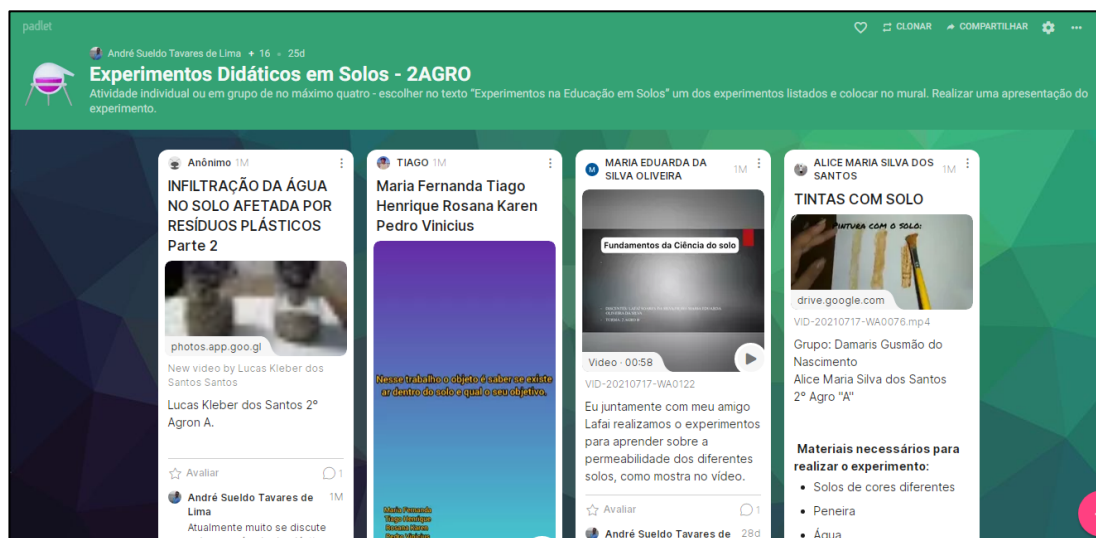 padlet
CLONAR
COMPARTILHAR
André Sueldo Tavares de Lima + 16 • 25d
Experimentos Didáticos em Solos - 2AGRO
Atividade individual ou em grupo de no máximo quatro - escolher no texto "Experimentos na Educação em Solos" um dos experimentos listados e colocar no mural. Realizar uma apresentação do
experimento.
Anônimo 1M
INFILTRAÇÃO DA ÁGUA
NO SOLO AFETADA POR
RESÍDUOS PLÁSTICOS
Parte 2
photos.app.goo.gl
New video by Lucas Kleber dos
Santos Santos
Lucas Kleber dos Santos 2º
Agron A.
Avaliar 1
André Sueldo Tavares de 1M
Lima
Atualmente muito se discute
TIAGO 1M
Maria Fernanda Tiago
Henrique Rosana Karen
Pedro Vinicius
Nesse trabalho o objeto é saber se existe
ar dentro do solo e qual o seu objetivo.
Maria Fernanda
Tiago Henrique
Rosana Karen
Pedro Vinicius
M
MARIA EDUARDA DA 1M
SILVA OLIVEIRA
Fundamentos da Ciência do solo
Video · 00:58
VID-20210717-WA0122
Eu juntamente com meu amigo
Lafai realizamos o experimentos
para aprender sobre a
permeabilidade dos diferentes
solos, como mostra no vídeo.
Avaliar 1
André Sueldo Tavares de 28d
ALICE MARIA SILVA DOS 1M
SANTOS
TINTAS COM SOLO
PINTURA COM O SOLO:
drive.google.com
VID-20210717-WA0076.mp4
Grupo: Damaris Gusmão do
Nascimento
Alice Maria Silva dos Santos
2° Agro "A"
Materiais necessários para
realizar o experimento:
• Solos de cores diferentes
• Peneira
• Água